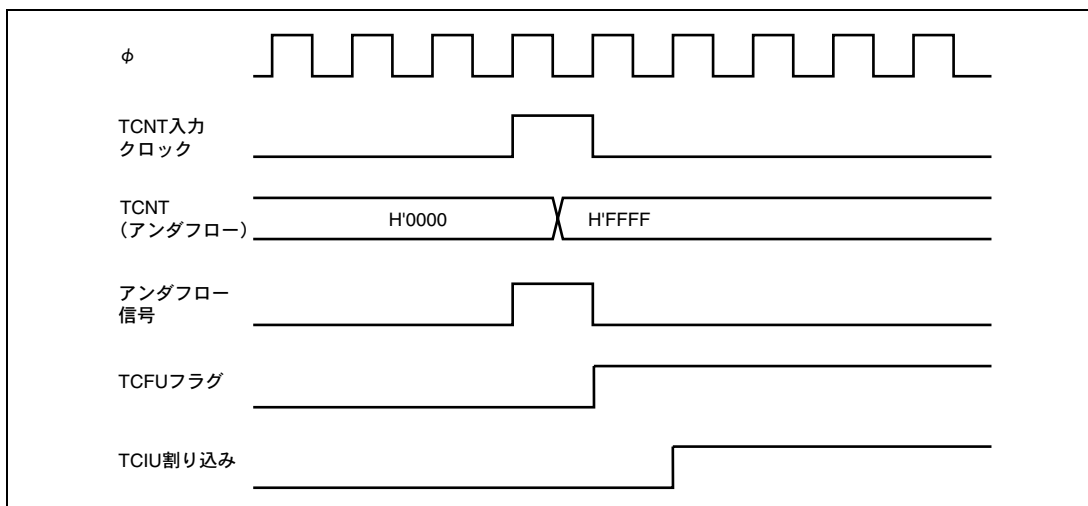 φ
TCNT入力
クロック
TCNT
（アンダフロー）
H'0000
H'FFFF
アンダフロー
信号
TCFUフラグ
TCIU割り込み